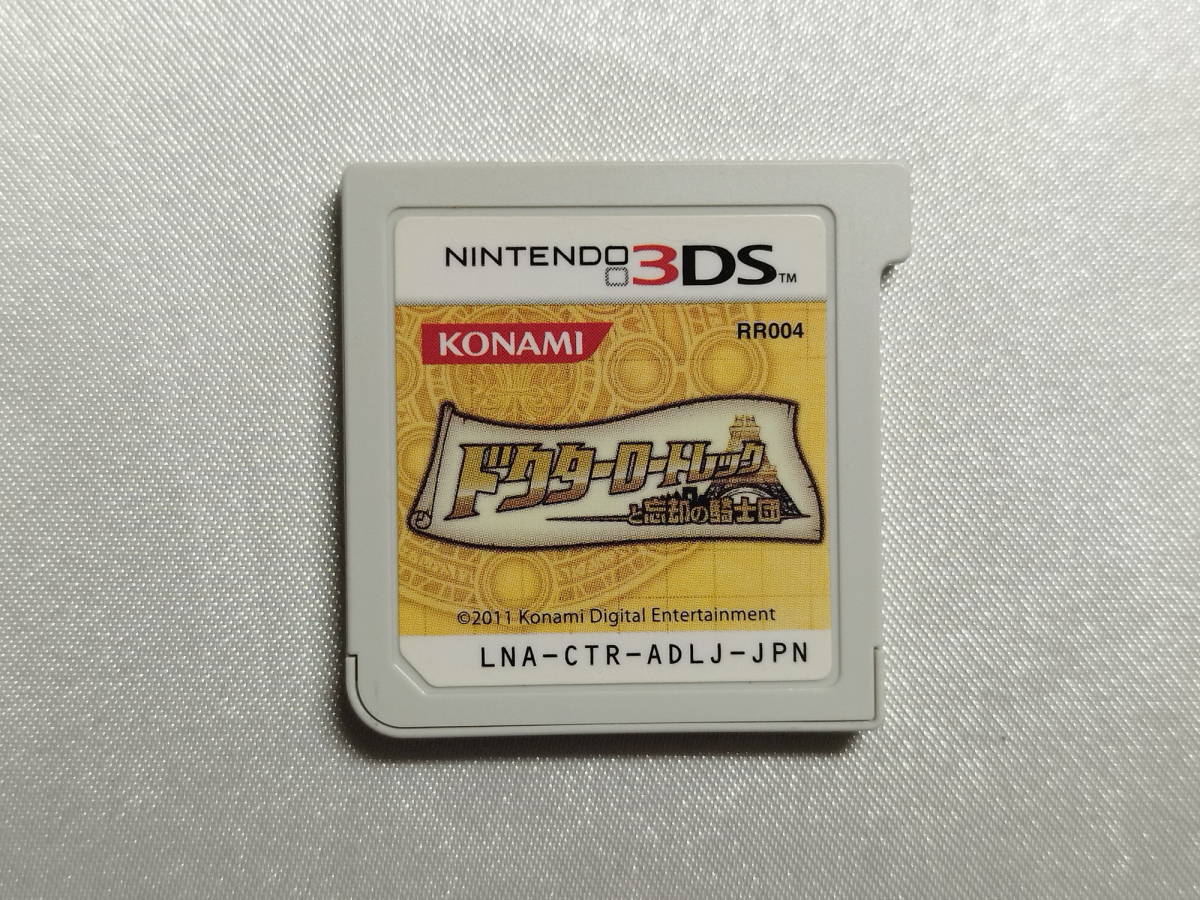 NINTENDO 3DS™
KONAMI
RR004
ドクターロートレック
と忘却の騎士団
©2011 Konami Digital Entertainment
LNA-CTR-ADLJ-JPN